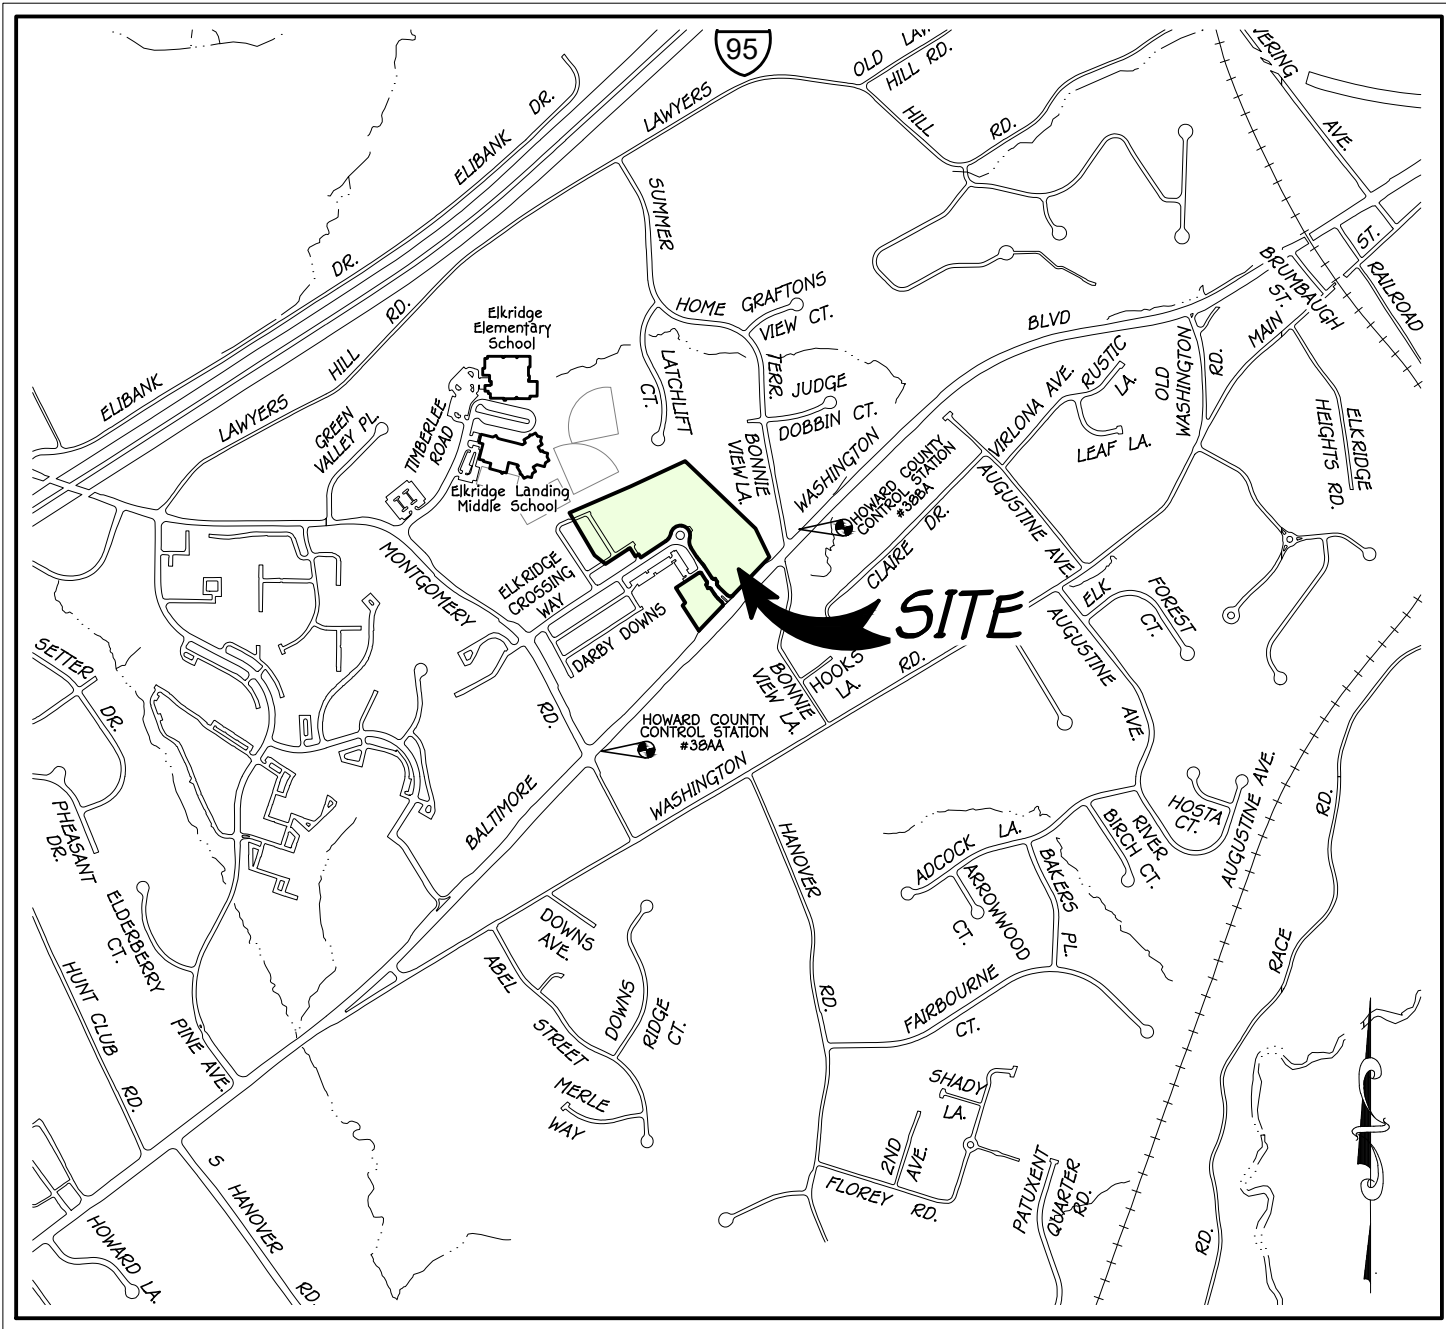 95
OLD LAW
HILL RD.
VERING
AVE.
ELIBANK DR.
LAWYERS
HILL
RD.
SUMMER
DR.
HOME
GRAFTONS
VIEW CT.
TERR.
BLVD
BRUMBAUGH
ST.
ST.
RAILROAD
MAIN
Elkridge
Elementary
School
RD.
HILL
LAWYERS
ELIBANK
GREEN
VALLEY PL.
TIMBERLEE
ROAD
LATCHLIFT
CT.
JUDGE
DOBBIN CT.
BONNIE
VIEW LA.
WASHINGTON
VIRLONA AVE.
RUSTIC
LA.
LEAF LA.
OLD
WASHINGTON
RD.
ELKRIDGE
HEIGHTS RD.
Elkridge Landing
Middle School
HOWARD COUNTY
CONTROL STATION
#38BA
CLAIRE DR.
AUGUSTINE AVE
MONTGOMERY
ELKRIDGE
CROSSING
WAY
DARBY DOWNS
SITE
ELK
FOREST
CT.
AUGUSTINE
AVE.
SETTER
DR.
RD.
HOOKS
LA.
BONNIE
VIEW LA.
RD.
HOWARD COUNTY
CONTROL STATION
#38AA
WASHINGTON
BALTIMORE
PHEASANT
DR.
HANOVER
RD.
ADCOCK LA.
ARROWWOOD
CT.
BAKERS
PL.
BIRCH CT.
RIVER
HOSTA
CT.
AUGUSTINE AVE.
RD.
RACE
RD.
ELDERBERRY
CT.
HUNT CLUB
RD.
PINE AVE.
DOWNS
AVE.
ABEL
STREET
DOWNS
RIDGE
CT.
MERLE
WAY
FAIRBOURNE
CT.
SHADY
LA.
2ND
AVE.
FLOREY
RD.
PATUXENT
QUARTER
RD.
S
HANOVER
RD
HOWARD LA.